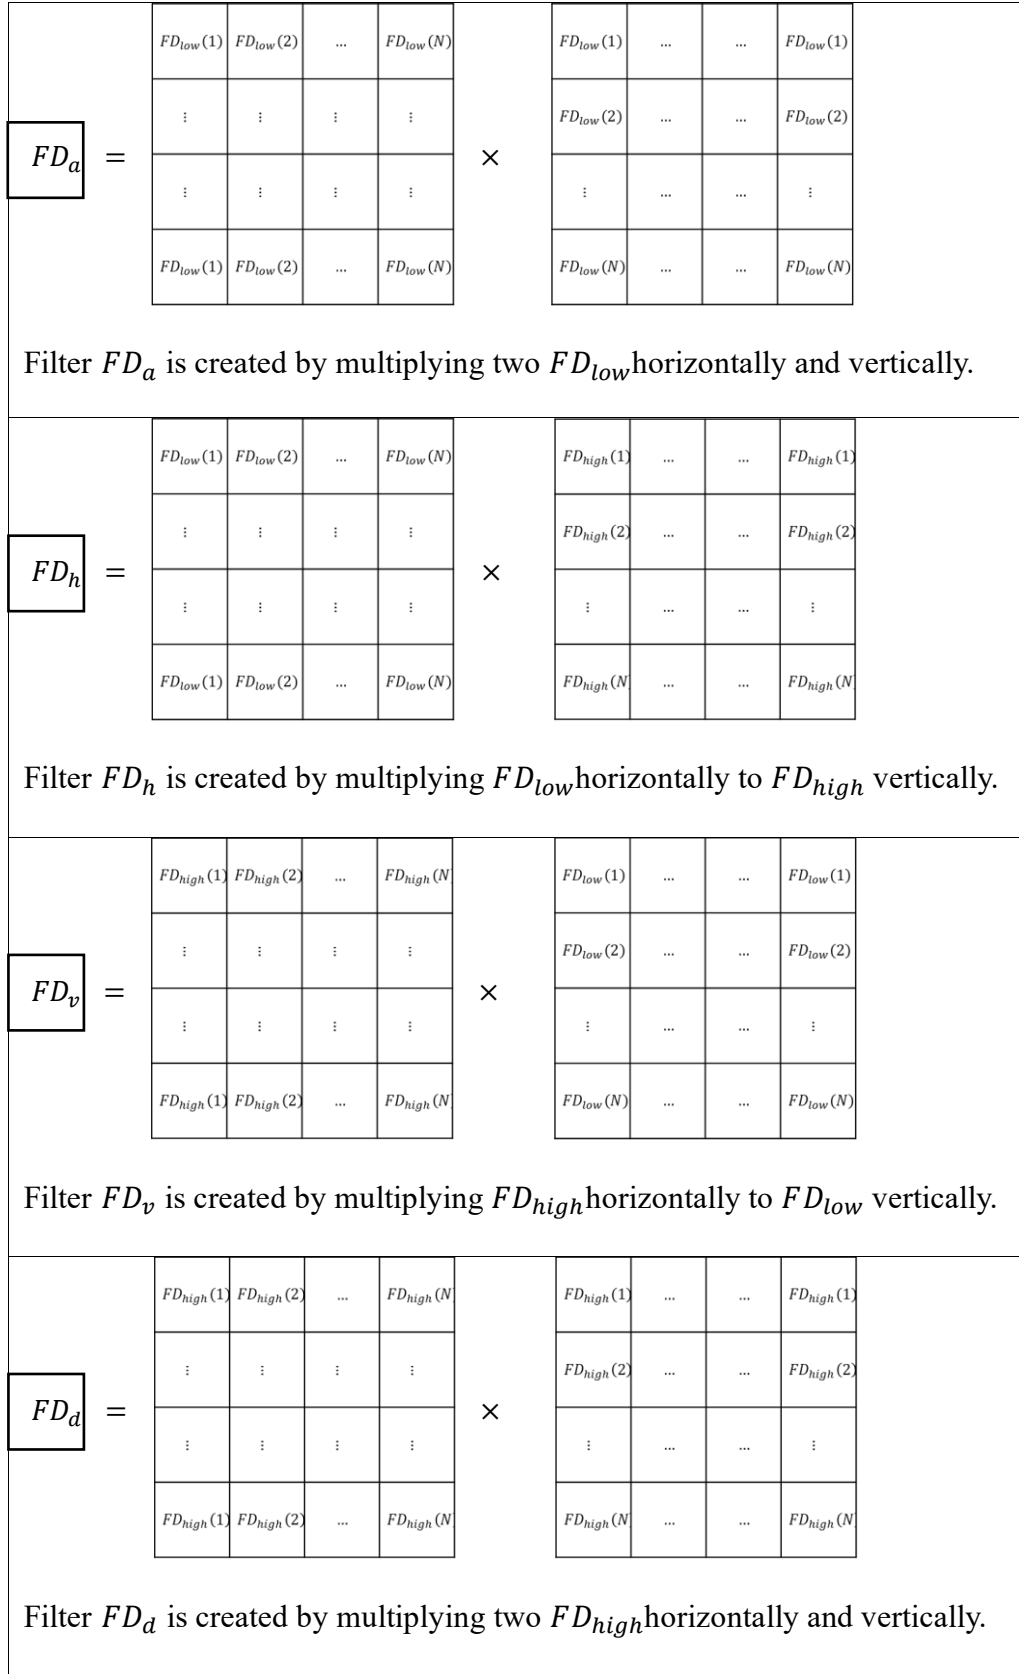 FD_low(1) FD_low(2) … FD_low(N) FD_low(1) … … FD_low(1)
⋮ ⋮ ⋮ ⋮ FD_low(2) … … FD_low(2)
FD_a = ×
⋮ ⋮ ⋮ ⋮ ⋮ … … ⋮
FD_low(1) FD_low(2) … FD_low(N) FD_low(N) … … FD_low(N)
Filter FD_a is created by multiplying two FD_low horizontally and vertically.
FD_low(1) FD_low(2) … FD_low(N) FD_high(1) … … FD_high(1)
⋮ ⋮ ⋮ ⋮ FD_high(2) … … FD_high(2)
FD_h = ×
⋮ ⋮ ⋮ ⋮ ⋮ … … ⋮
FD_low(1) FD_low(2) … FD_low(N) FD_high(N … … FD_high(N
Filter FD_h is created by multiplying FD_low horizontally to FD_high vertically.
FD_high(1) FD_high(2) … FD_high(N FD_low(1) … … FD_low(1)
⋮ ⋮ ⋮ ⋮ FD_low(2) … … FD_low(2)
FD_v = ×
⋮ ⋮ ⋮ ⋮ ⋮ … … ⋮
FD_high(1) FD_high(2) … FD_high(N FD_low(N) … … FD_low(N)
Filter FD_v is created by multiplying FD_high horizontally to FD_low vertically.
FD_high(1) FD_high(2) … FD_high(N FD_high(1) … … FD_high(1)
⋮ ⋮ ⋮ ⋮ FD_high(2) … … FD_high(2)
FD_d = ×
⋮ ⋮ ⋮ ⋮ ⋮ … … ⋮
FD_high(1) FD_high(2) … FD_high(N FD_high(N … … FD_high(N
Filter FD_d is created by multiplying two FD_high horizontally and vertically.